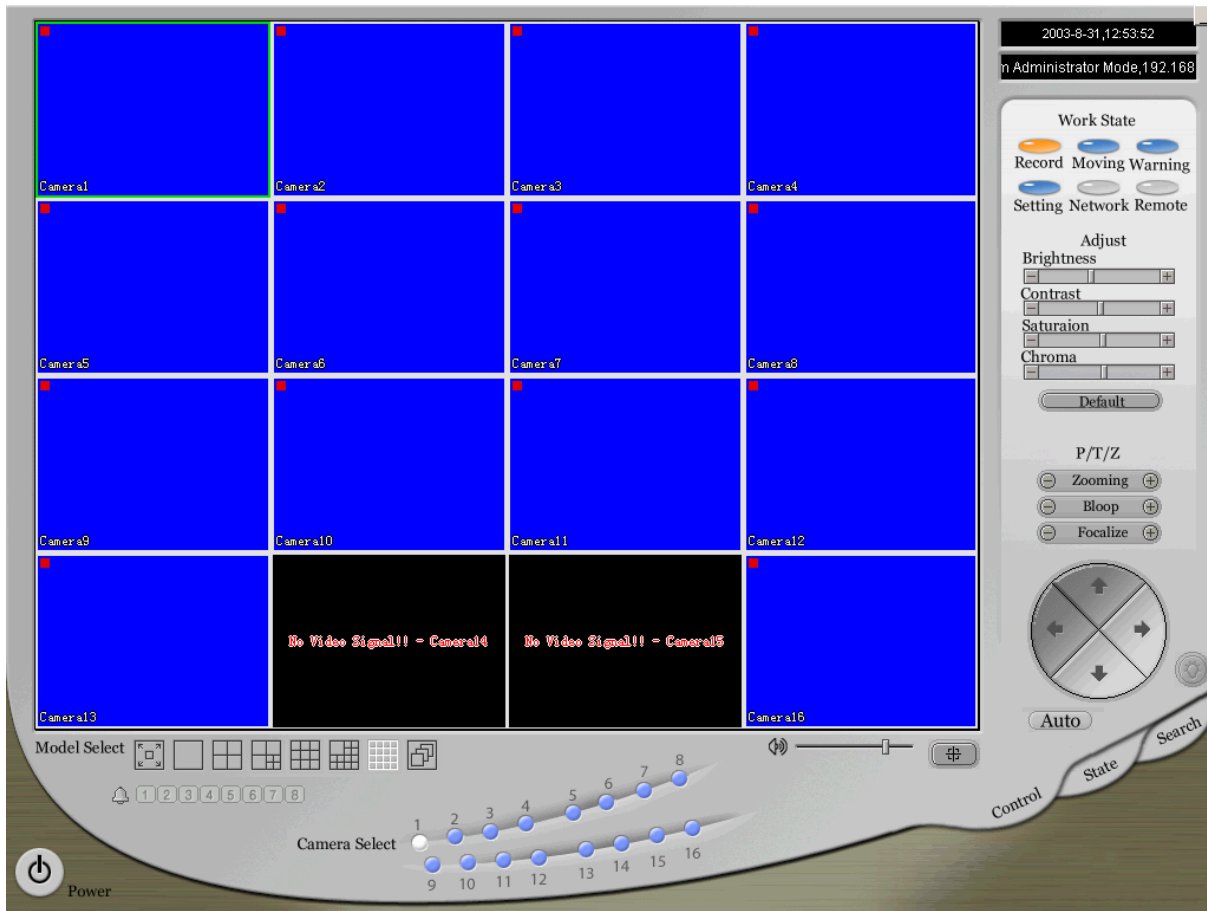 2003-8-31,12:53:52
n Administrator Mode,192.168
Camera1
Camera2
Camera3
Camera4
Camera5
Camera6
Camera7
Camera8
Camera9
Camera10
Camera11
Camera12
Camera13
No Video Signal!! - Camera14
No Video Signal!! - Camera15
Camera16
Work State
Record Moving Warning
Setting Network Remote
Adjust
Brightness
Contrast
Saturaion
Chroma
Default
P/T/Z
Zooming
Bloop
Focalize
Auto
Control
State
Search
Model Select
1 2 3 4 5 6 7 8
Camera Select
1 2 3 4 5 6 7 8
9 10 11 12 13 14 15 16
Power